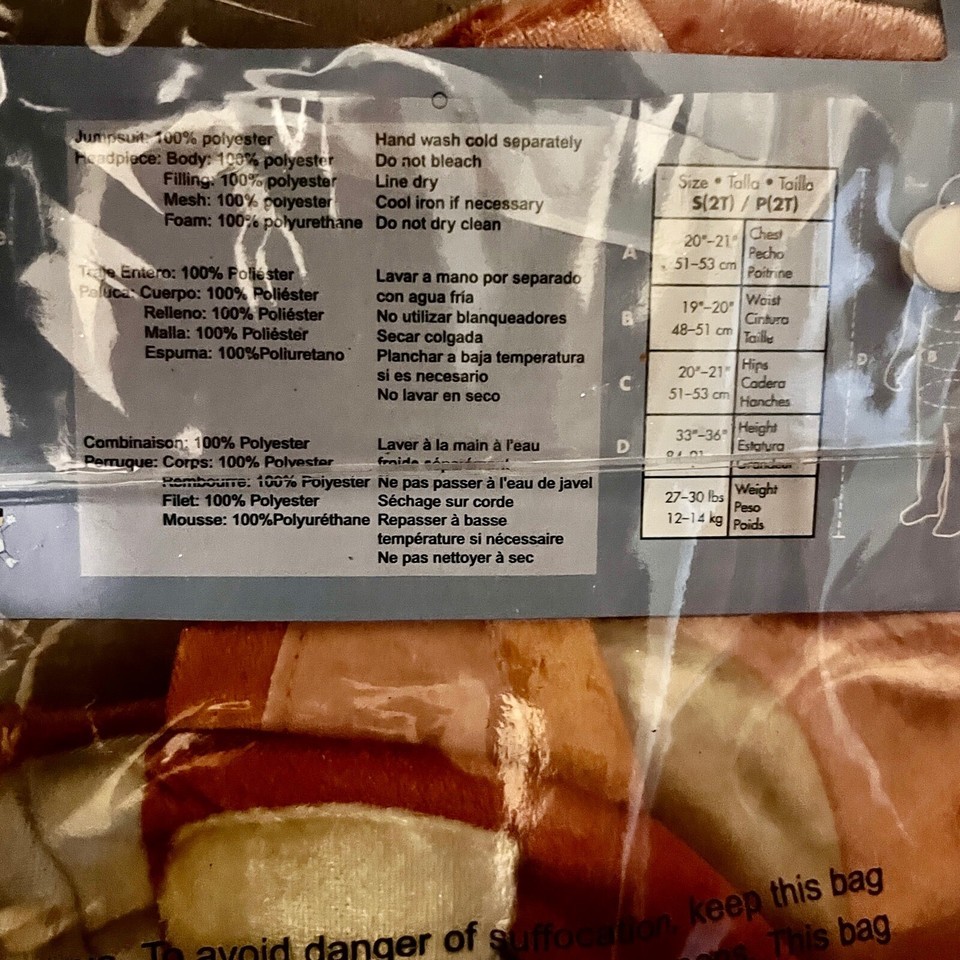 Jumpsuit: 100% polyester
Headpiece: Body: 100% polyester
Filling: 100% polyester
Mesh: 100% polyester
Foam: 100% polyurethane
Hand wash cold separately
Do not bleach
Line dry
Cool iron if necessary
Do not dry clean
Traje Entero: 100% Poliéster
Peluca: Cuerpo: 100% Poliéster
Relleno: 100% Poliéster
Malla: 100% Poliéster
Espuma: 100%Poliuretano
Lavar a mano por separado
con agua fría
No utilizar blanqueadores
Secar colgada
Planchar a baja temperatura
si es necesario
No lavar en seco
Combinaison: 100% Polyester
Perruque: Corps: 100% Polyester
Rembourre: 100% Polyester
Filet: 100% Polyester
Mousse: 100%Polyuréthane
Laver à la main à l'eau
froide séparément
Ne pas passer à l'eau de javel
Séchage sur corde
Repasser à basse
température si nécessaire
Ne pas nettoyer à sec
Size • Talla • Taille
S(2T) / P(2T)
A
20"–21"
51–53 cm
Chest
Pecho
Poitrine
B
19"–20"
48–51 cm
Waist
Cintura
Taille
C
20"–21"
51–53 cm
Hips
Cadera
Hanches
D
33"–36"
Height
Estatura
Grandeur
27–30 lbs
12–14 kg
Weight
Peso
Poids
D
B
To avoid danger of suffocation, keep this bag
This bag